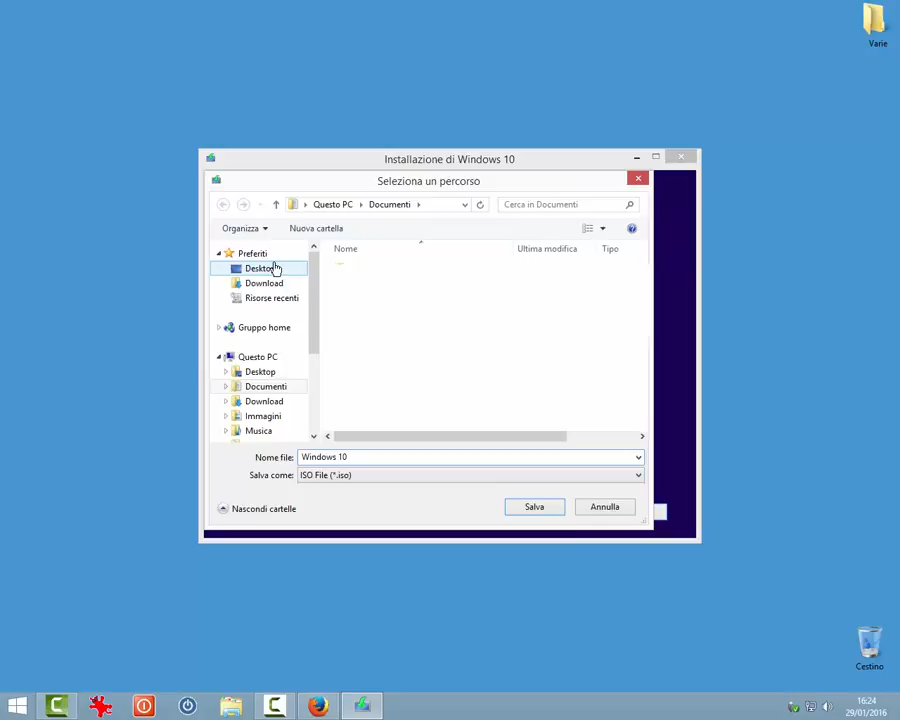 Varie
Installazione di Windows 10
Seleziona un percorso
Questo PC
Documenti
Cerca in Documenti
Organizza
Nuova cartella
Preferiti
Desktop
Download
Risorse recenti
Gruppo home
Questo PC
Desktop
Documenti
Download
Immagini
Musica
Nome
Ultima modifica
Tipo
Nome file:
Windows 10
Salva come:
ISO File (*.iso)
Nascondi cartelle
Salva
Annulla
Cestino
16:24
29/01/2016